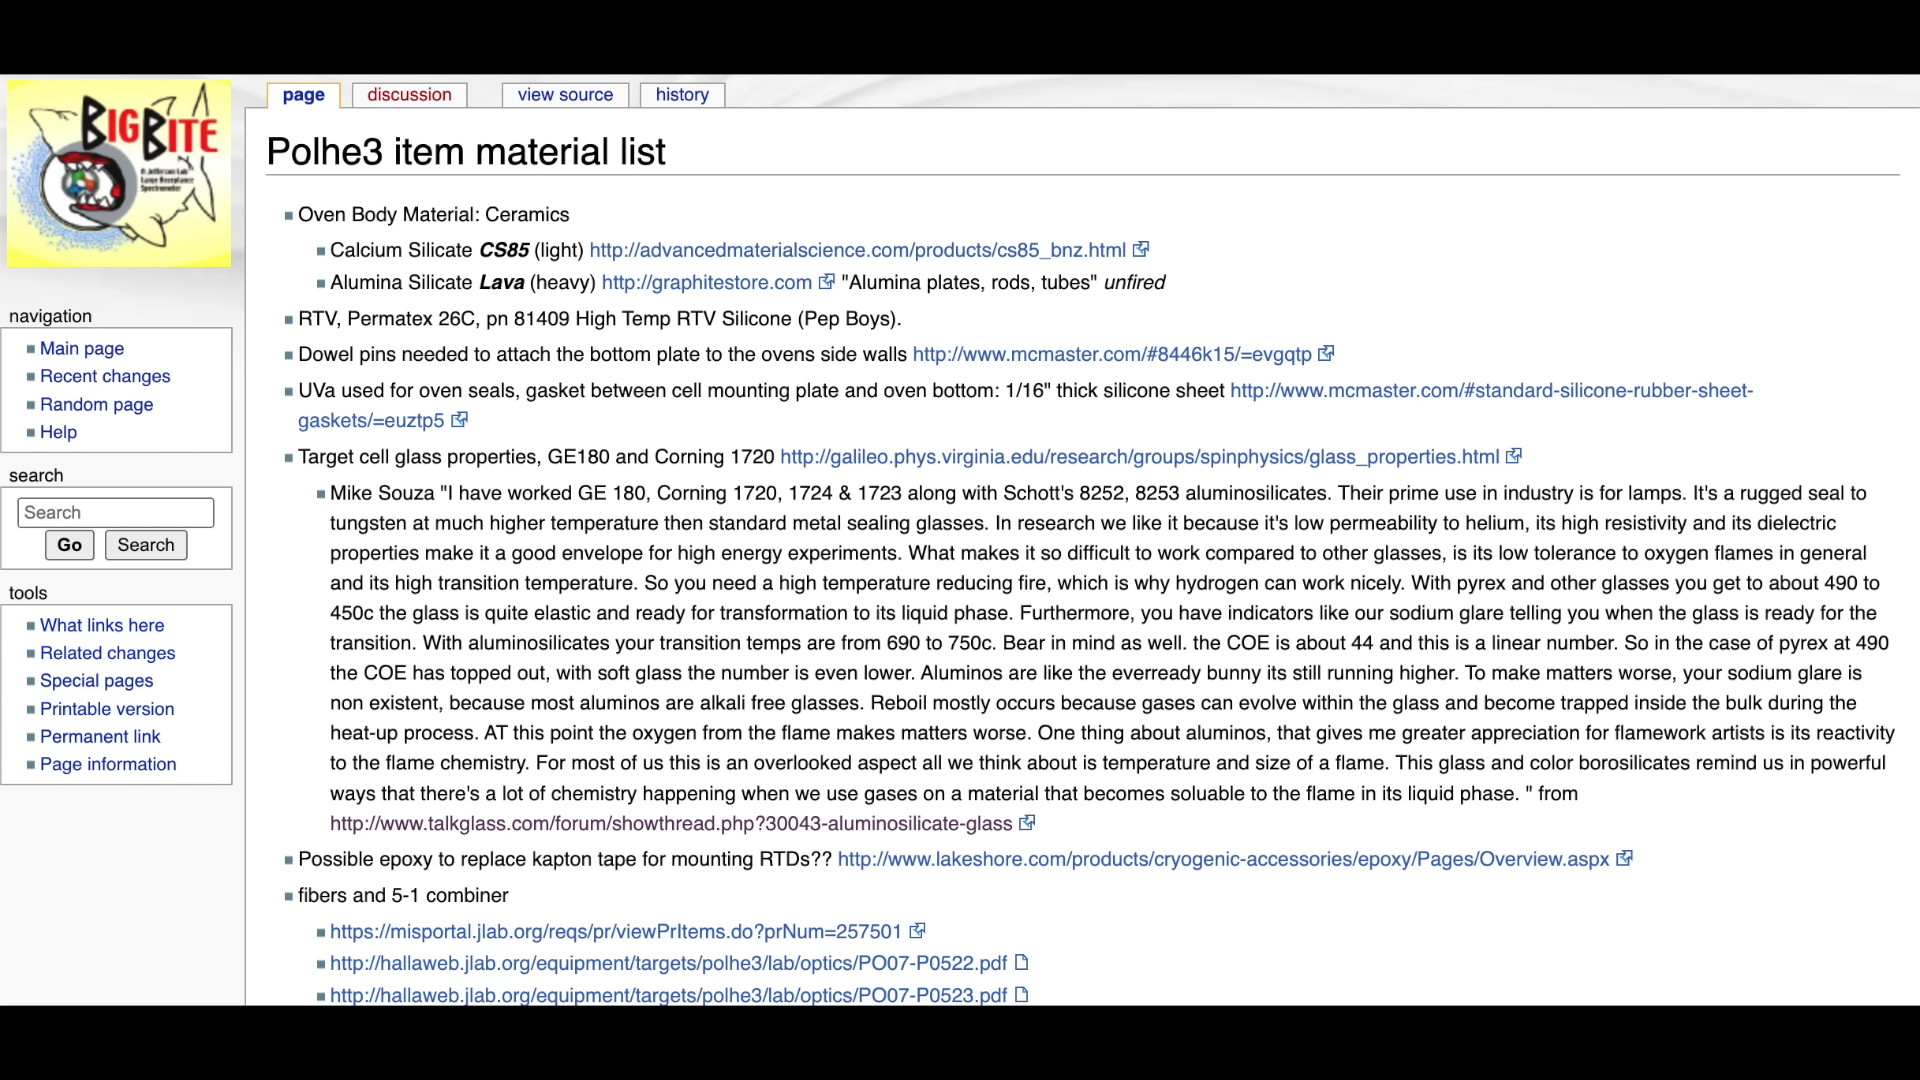 BIGBITE
A Jefferson Lab
Large Acceptance
Spectrometer
page
discussion
view source
history
Polhe3 item material list
Oven Body Material: Ceramics
Calcium Silicate CS85 (light) http://advancedmaterialscience.com/products/cs85_bnz.html
Alumina Silicate Lava (heavy) http://graphitestore.com "Alumina plates, rods, tubes" unfired
RTV, Permatex 26C, pn 81409 High Temp RTV Silicone (Pep Boys).
Dowel pins needed to attach the bottom plate to the ovens side walls http://www.mcmaster.com/#8446k15/=evgqtp
UVa used for oven seals, gasket between cell mounting plate and oven bottom: 1/16" thick silicone sheet http://www.mcmaster.com/#standard-silicone-rubber-sheet-
gaskets/=euztp5
Target cell glass properties, GE180 and Corning 1720 http://galileo.phys.virginia.edu/research/groups/spinphysics/glass_properties.html
Mike Souza "I have worked GE 180, Corning 1720, 1724 & 1723 along with Schott's 8252, 8253 aluminosilicates. Their prime use in industry is for lamps. It's a rugged seal to
tungsten at much higher temperature then standard metal sealing glasses. In research we like it because it's low permeability to helium, its high resistivity and its dielectric
properties make it a good envelope for high energy experiments. What makes it so difficult to work compared to other glasses, is its low tolerance to oxygen flames in general
and its high transition temperature. So you need a high temperature reducing fire, which is why hydrogen can work nicely. With pyrex and other glasses you get to about 490 to
450c the glass is quite elastic and ready for transformation to its liquid phase. Furthermore, you have indicators like our sodium glare telling you when the glass is ready for the
transition. With aluminosilicates your transition temps are from 690 to 750c. Bear in mind as well. the COE is about 44 and this is a linear number. So in the case of pyrex at 490
the COE has topped out, with soft glass the number is even lower. Aluminos are like the everready bunny its still running higher. To make matters worse, your sodium glare is
non existent, because most aluminos are alkali free glasses. Reboil mostly occurs because gases can evolve within the glass and become trapped inside the bulk during the
heat-up process. AT this point the oxygen from the flame makes matters worse. One thing about aluminos, that gives me greater appreciation for flamework artists is its reactivity
to the flame chemistry. For most of us this is an overlooked aspect all we think about is temperature and size of a flame. This glass and color borosilicates remind us in powerful
ways that there's a lot of chemistry happening when we use gases on a material that becomes soluable to the flame in its liquid phase. " from
http://www.talkglass.com/forum/showthread.php?30043-aluminosilicate-glass
Possible epoxy to replace kapton tape for mounting RTDs?? http://www.lakeshore.com/products/cryogenic-accessories/epoxy/Pages/Overview.aspx
fibers and 5-1 combiner
https://misportal.jlab.org/reqs/pr/viewPrItems.do?prNum=257501
http://hallaweb.jlab.org/equipment/targets/polhe3/lab/optics/PO07-P0522.pdf
http://hallaweb.jlab.org/equipment/targets/polhe3/lab/optics/PO07-P0523.pdf
navigation
Main page
Recent changes
Random page
Help
search
Search
Go
Search
tools
What links here
Related changes
Special pages
Printable version
Permanent link
Page information